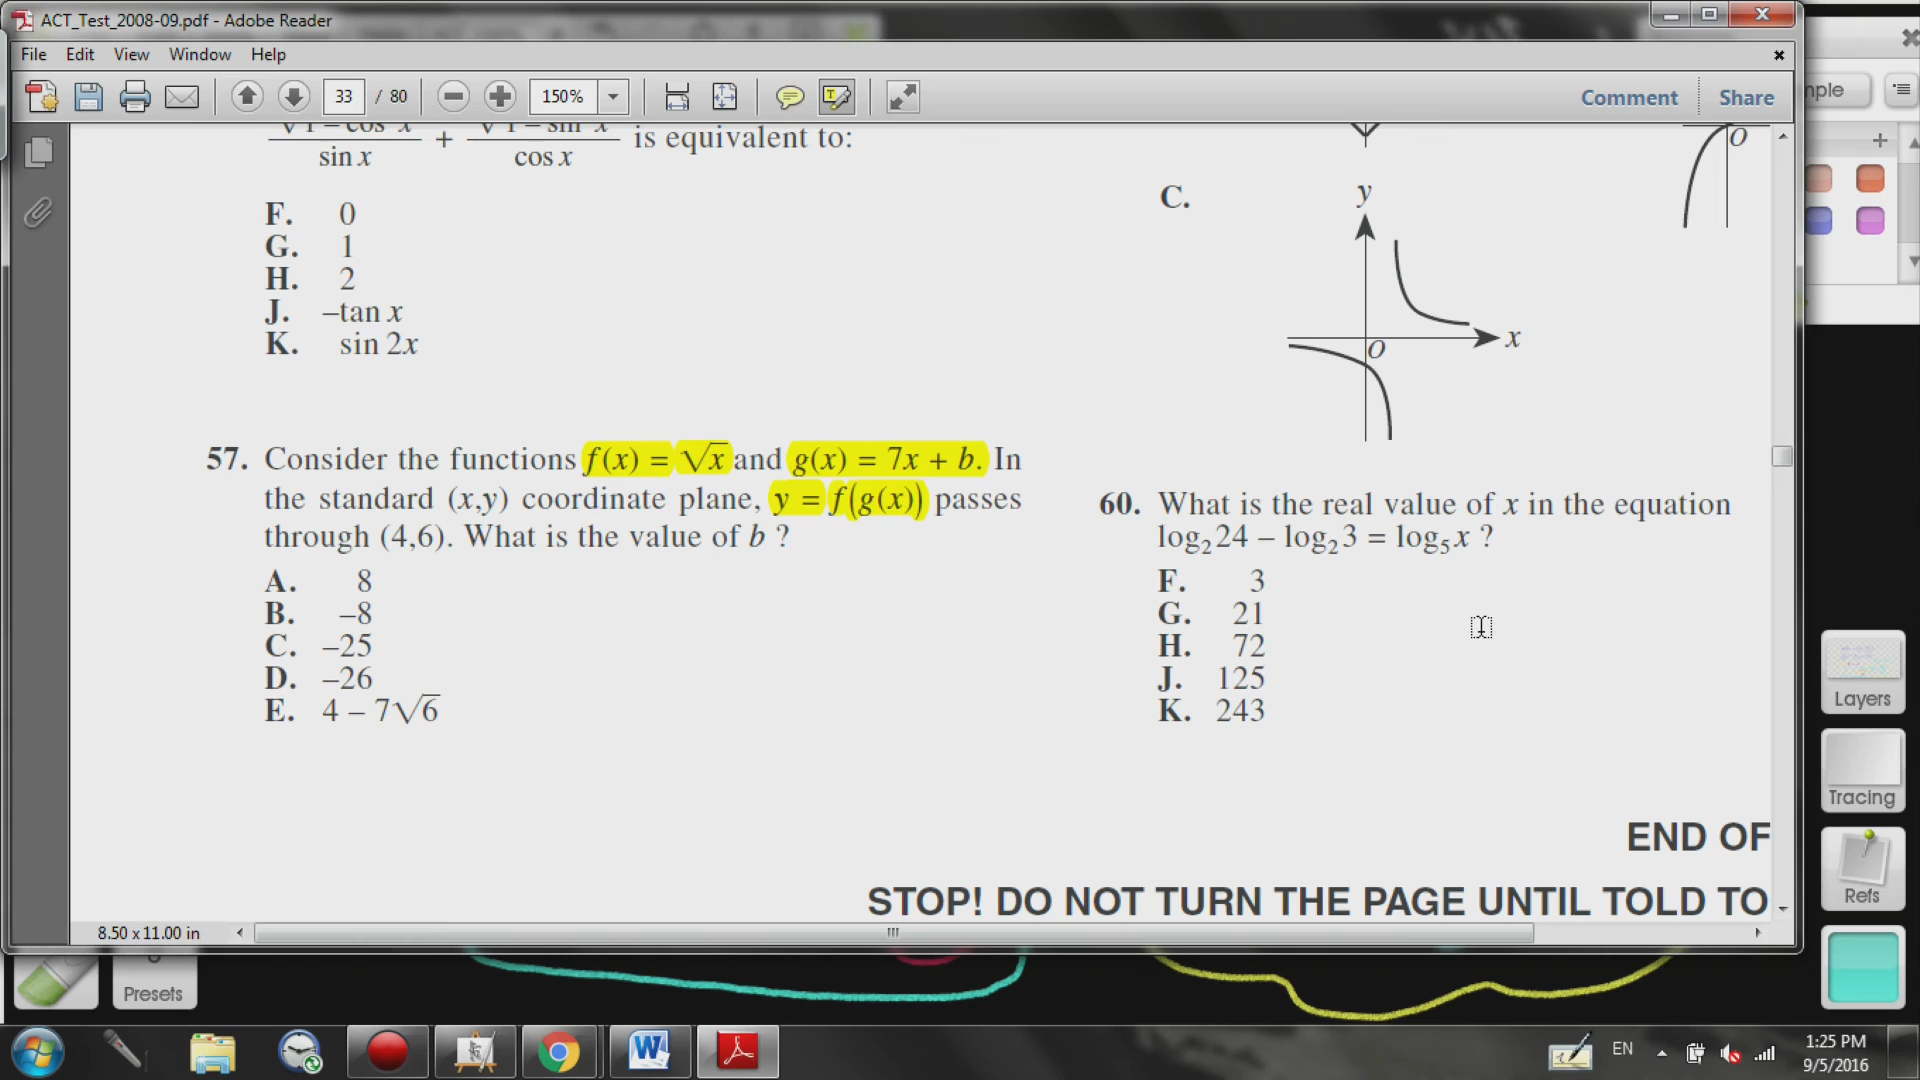 ACT_Test_2008-09.pdf - Adobe Reader
File Edit View Window Help
33 / 80 150% Comment Share
sin x + cos x is equivalent to:
F. 0
G. 1
H. 2
J. –tan x
K. sin 2x
57. Consider the functions f(x) = √x and g(x) = 7x + b. In
the standard (x,y) coordinate plane, y = f(g(x)) passes
through (4,6). What is the value of b ?
A. 8
B. –8
C. –25
D. –26
E. 4 – 7√6
O
C.
y
O
x
60. What is the real value of x in the equation
log₂24 – log₂3 = log₅x ?
F. 3
G. 21
H. 72
J. 125
K. 243
END OF
STOP! DO NOT TURN THE PAGE UNTIL TOLD TO
8.50 x 11.00 in
Layers
Tracing
Refs
Presets
EN
1:25 PM
9/5/2016